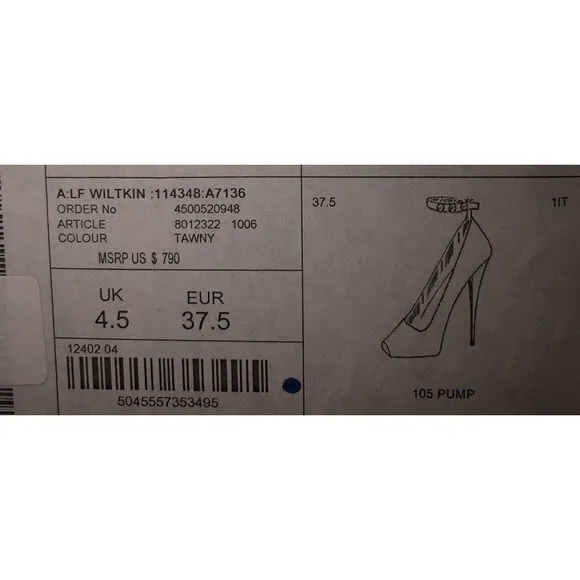 A:LF WILTKIN :114348:A7136
ORDER No 4500520948
ARTICLE 8012322 1006
COLOUR TAWNY
MSRP US $ 790
UK EUR
4.5 37.5
12402 04
5045557353495
37.5 1IT
105 PUMP